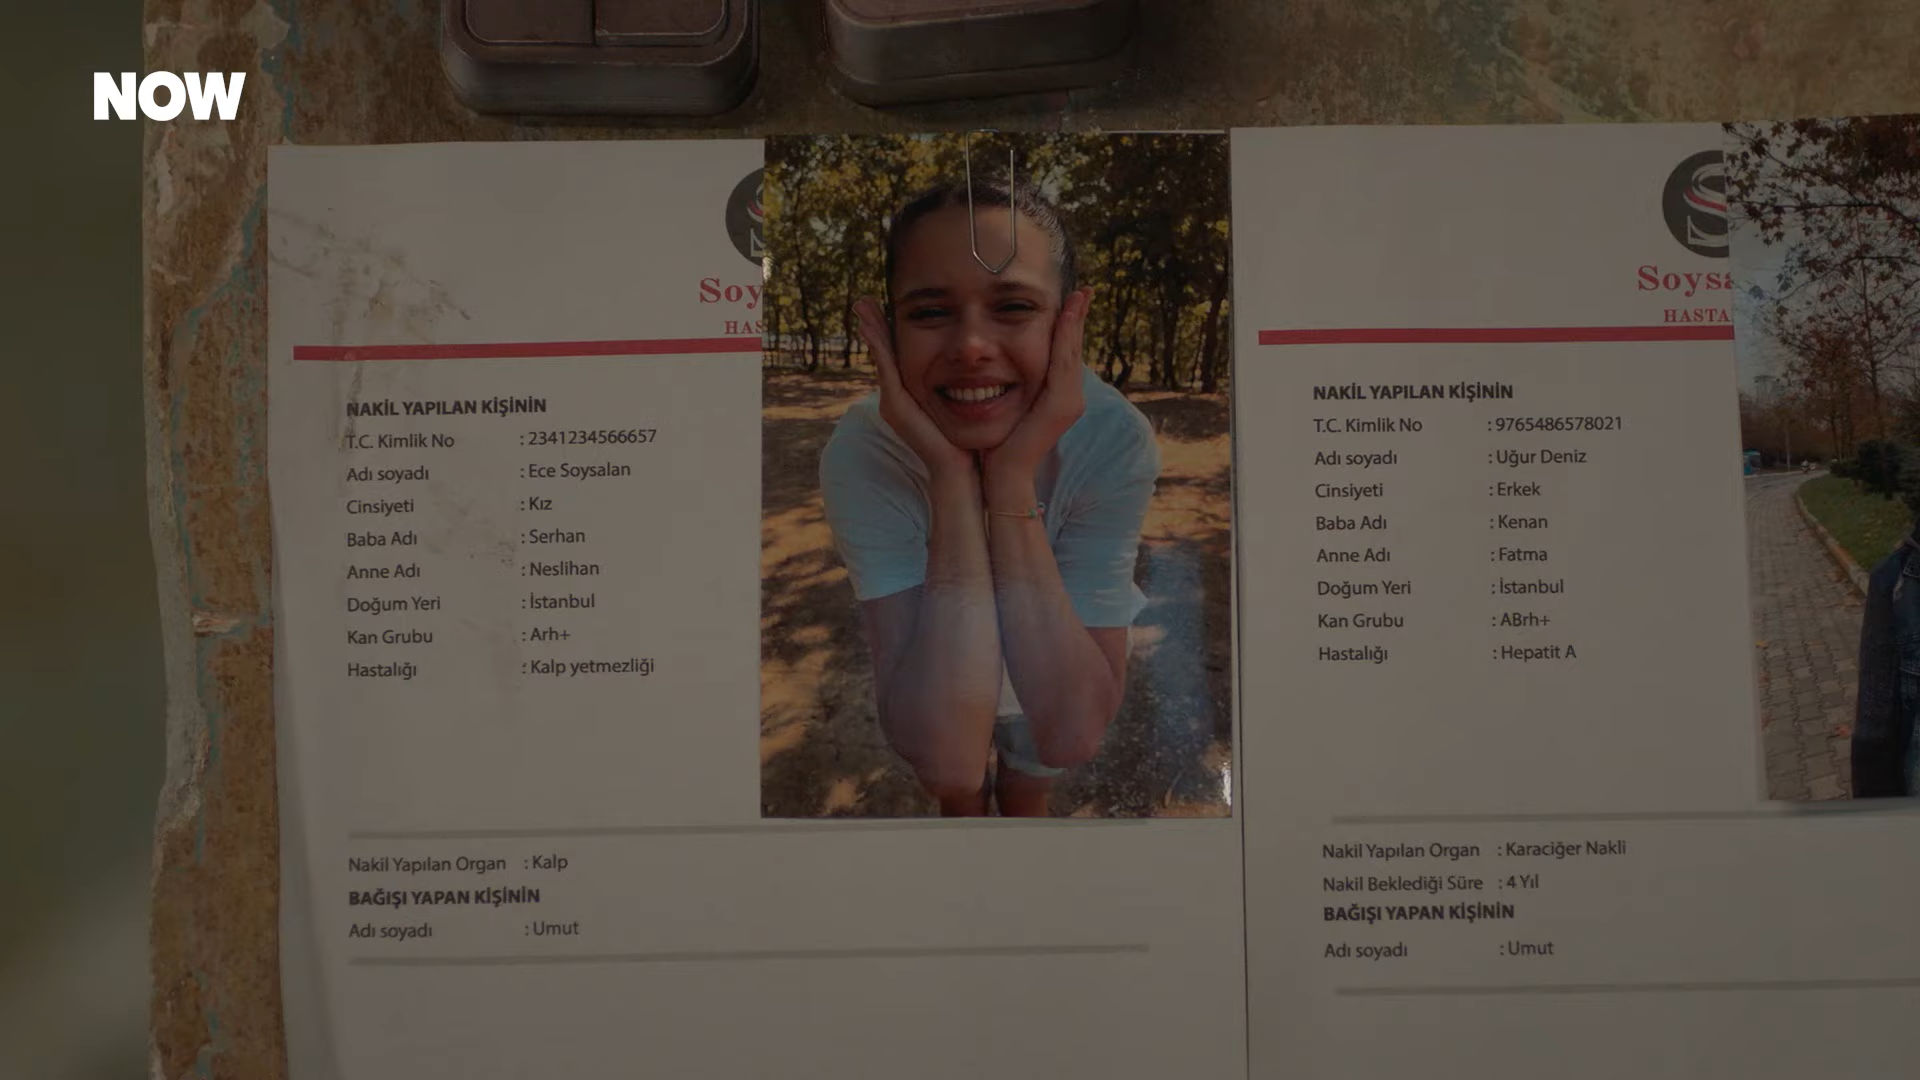 NOW
Soy
HAS
NAKİL YAPILAN KİŞİNİN
T.C. Kimlik No : 2341234566657
Adı soyadı : Ece Soysalan
Cinsiyeti : Kız
Baba Adı : Serhan
Anne Adı : Neslihan
Doğum Yeri : İstanbul
Kan Grubu : Arh+
Hastalığı : Kalp yetmezliği
Nakil Yapılan Organ : Kalp
BAĞIŞI YAPAN KİŞİNİN
Adı soyadı : Umut
Soysa
HASTA
NAKİL YAPILAN KİŞİNİN
T.C. Kimlik No : 9765486578021
Adı soyadı : Uğur Deniz
Cinsiyeti : Erkek
Baba Adı : Kenan
Anne Adı : Fatma
Doğum Yeri : İstanbul
Kan Grubu : ABrh+
Hastalığı : Hepatit A
Nakil Yapılan Organ : Karaciğer Nakli
Nakil Beklediği Süre : 4 Yıl
BAĞIŞI YAPAN KİŞİNİN
Adı soyadı : Umut